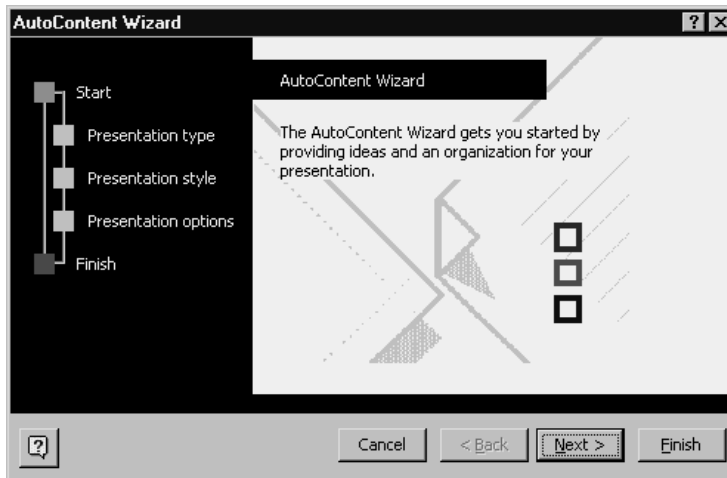 AutoContent Wizard
Start
Presentation type
Presentation style
Presentation options
Finish
AutoContent Wizard
The AutoContent Wizard gets you started by
providing ideas and an organization for your
presentation.
Cancel
< Back
Next >
Finish